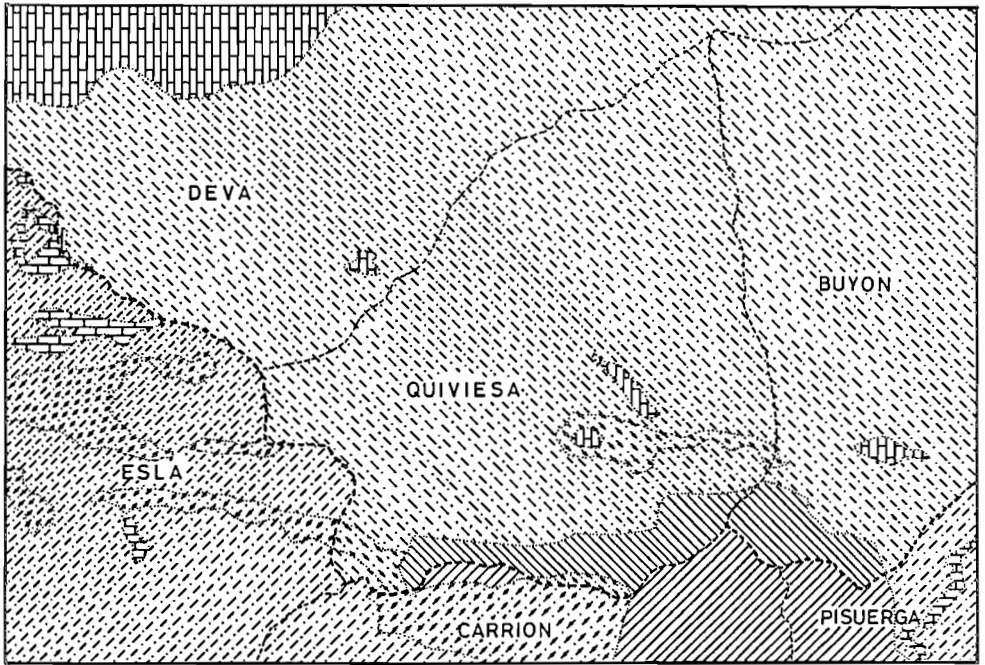 DEVA
BUYON
QUIVIESA
ESLA
PISUERGA
CARRION